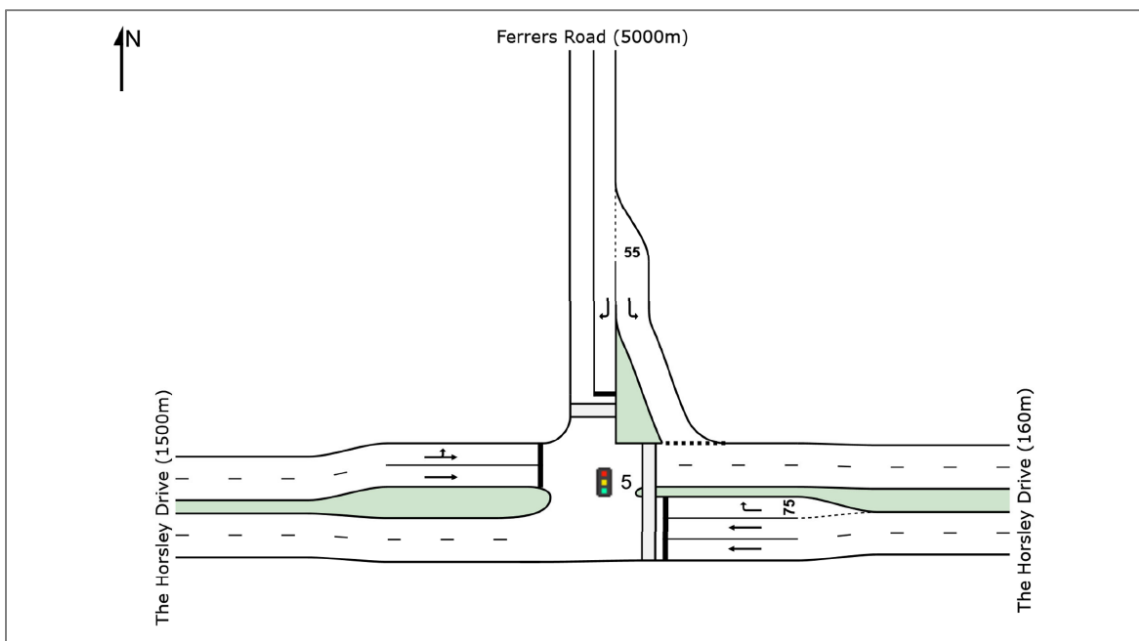 N
Ferrers Road (5000m)
55
The Horsley Drive (1500m)
5
75
The Horsley Drive (160m)